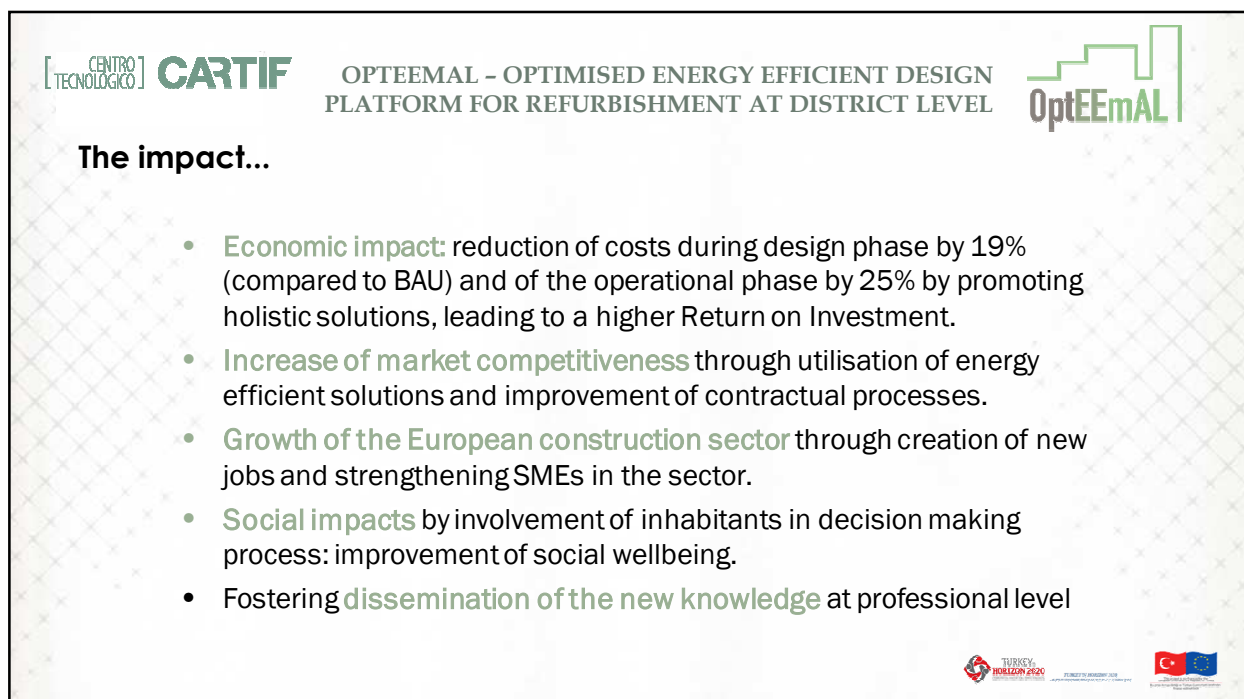 [ CENTRO
TECNOLÓGICO ] CARTIF
OPTEEMAL – OPTIMISED ENERGY EFFICIENT DESIGN
PLATFORM FOR REFURBISHMENT AT DISTRICT LEVEL
OptEEmAL
The impact...
• Economic impact: reduction of costs during design phase by 19%
(compared to BAU) and of the operational phase by 25% by promoting
holistic solutions, leading to a higher Return on Investment.
• Increase of market competitiveness through utilisation of energy
efficient solutions and improvement of contractual processes.
• Growth of the European construction sector through creation of new
jobs and strengthening SMEs in the sector.
• Social impacts by involvement of inhabitants in decision making
process: improvement of social wellbeing.
• Fostering dissemination of the new knowledge at professional level
TURKEY
HORIZON 2020
TURKEY IN HORIZON 2020